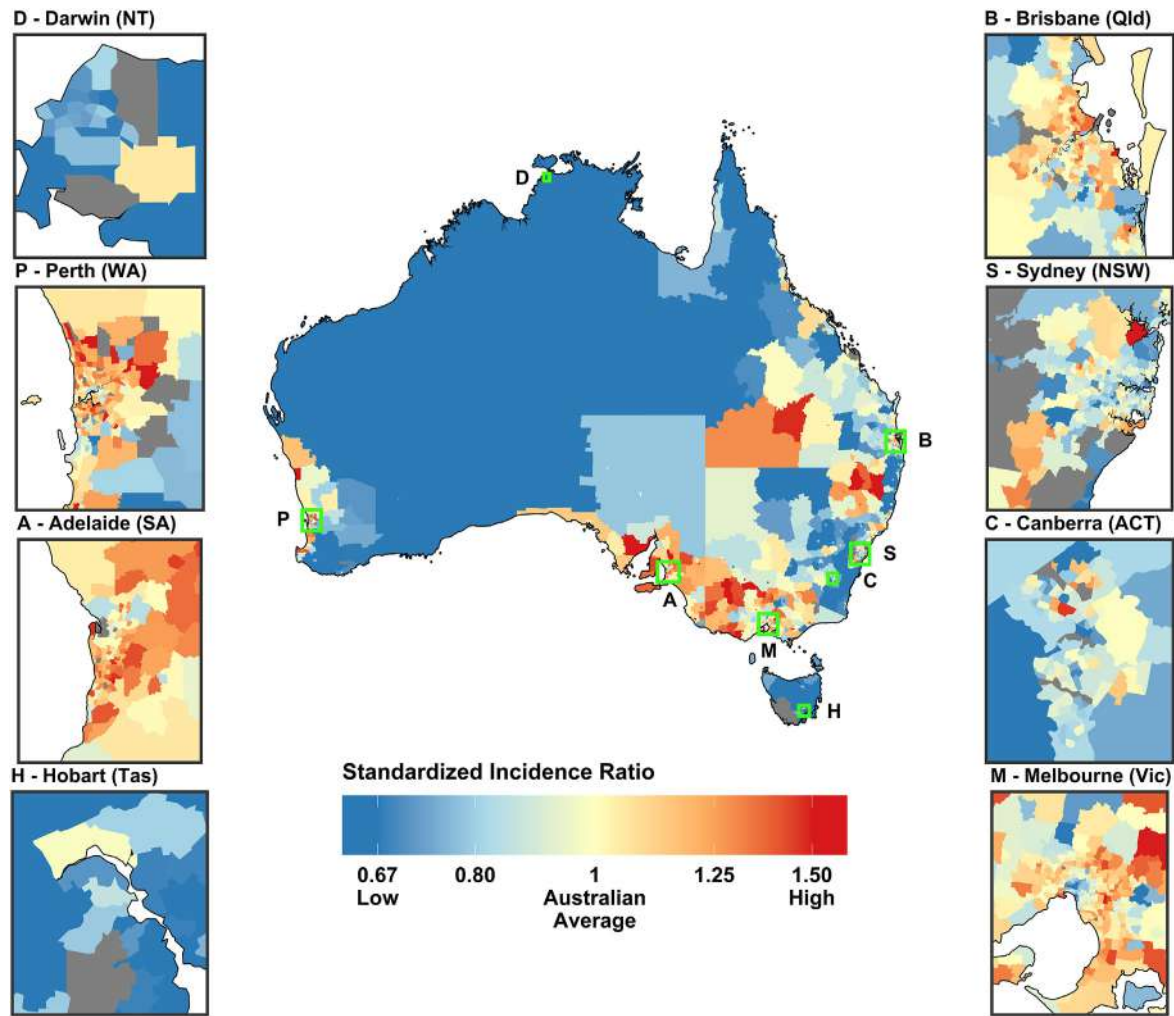 D - Darwin (NT)
B - Brisbane (Qld)
D
P - Perth (WA)
S - Sydney (NSW)
B
P
S
A - Adelaide (SA)
C - Canberra (ACT)
C
A
M
H
H - Hobart (Tas)
M - Melbourne (Vic)
Standardized Incidence Ratio
0.67 0.80 1 1.25 1.50
Low Australian High
Average